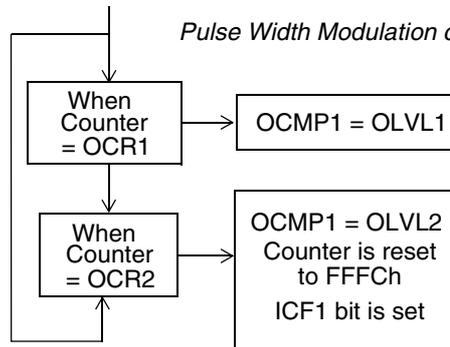 Pulse Width Modulation
When
Counter
= OCR1
OCMP1 = OLVL1
When
Counter
= OCR2
OCMP1 = OLVL2
Counter is reset
to FFFCh
ICF1 bit is set